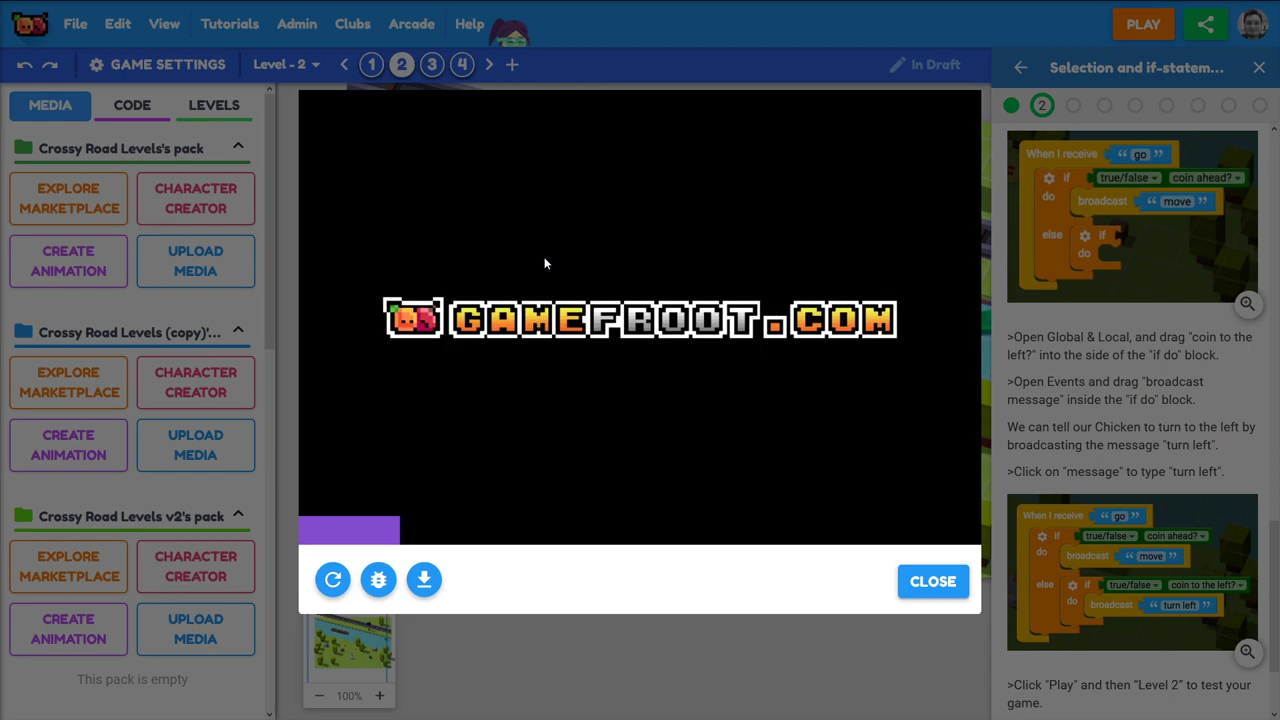 File Edit View Tutorials Admin Clubs Arcade Help PLAY
GAME SETTINGS Level - 2 1 2 3 4 In Draft
MEDIA CODE LEVELS
Crossy Road Levels's pack
EXPLORE
MARKETPLACE
CHARACTER
CREATOR
CREATE
ANIMATION
UPLOAD
MEDIA
Crossy Road Levels (copy)'...
EXPLORE
MARKETPLACE
CHARACTER
CREATOR
CREATE
ANIMATION
UPLOAD
MEDIA
Crossy Road Levels v2's pack
EXPLORE
MARKETPLACE
CHARACTER
CREATOR
CREATE
ANIMATION
UPLOAD
MEDIA
This pack is empty
GAMEFROOT.COM
CLOSE
100%
Selection and if-statem...
2
When I receive “ go ”
if true/false coin ahead?
do broadcast “ move ”
else if
do
>Open Global & Local, and drag "coin to the
left?" into the side of the "if do" block.
>Open Events and drag "broadcast
message" inside the "if do" block.
We can tell our Chicken to turn to the left by
broadcasting the message "turn left".
>Click on "message" to type "turn left".
When I receive “ go ”
if true/false coin ahead?
do broadcast “ move ”
else if true/false coin to the left?
do broadcast “ turn left ”
>Click "Play" and then "Level 2" to test your
game.